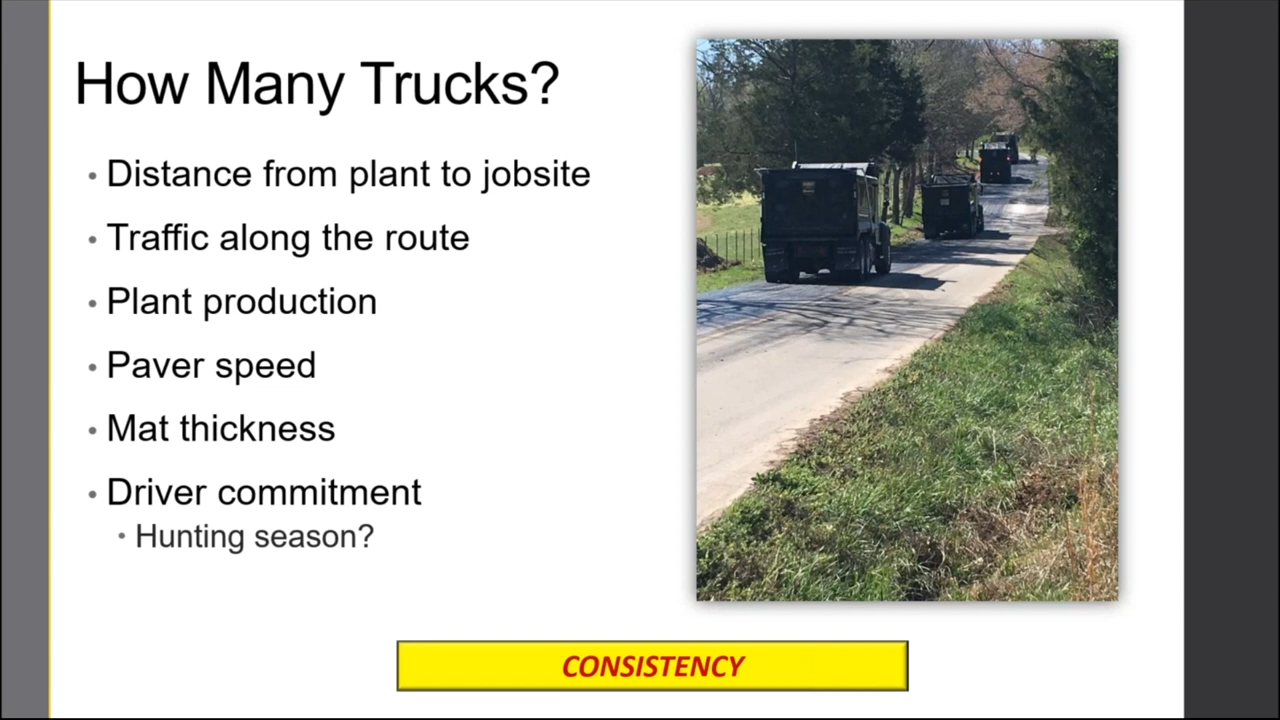 How Many Trucks?
• Distance from plant to jobsite
• Traffic along the route
• Plant production
• Paver speed
• Mat thickness
• Driver commitment
• Hunting season?
CONSISTENCY